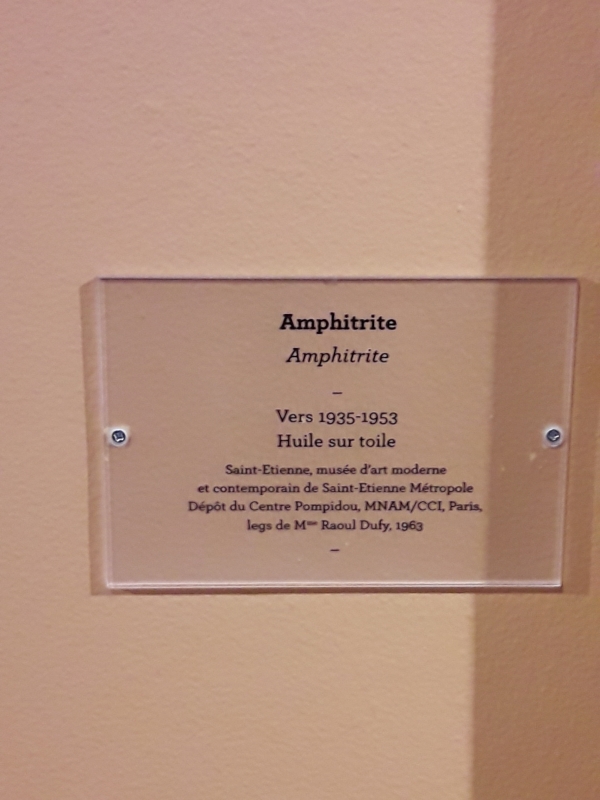 Amphitrite
Amphitrite
–
Vers 1935-1953
Huile sur toile
Saint-Etienne, musée d'art moderne
et contemporain de Saint-Etienne Métropole
Dépôt du Centre Pompidou, MNAM/CCI, Paris,
legs de Mᵐᵉ Raoul Dufy, 1963
–